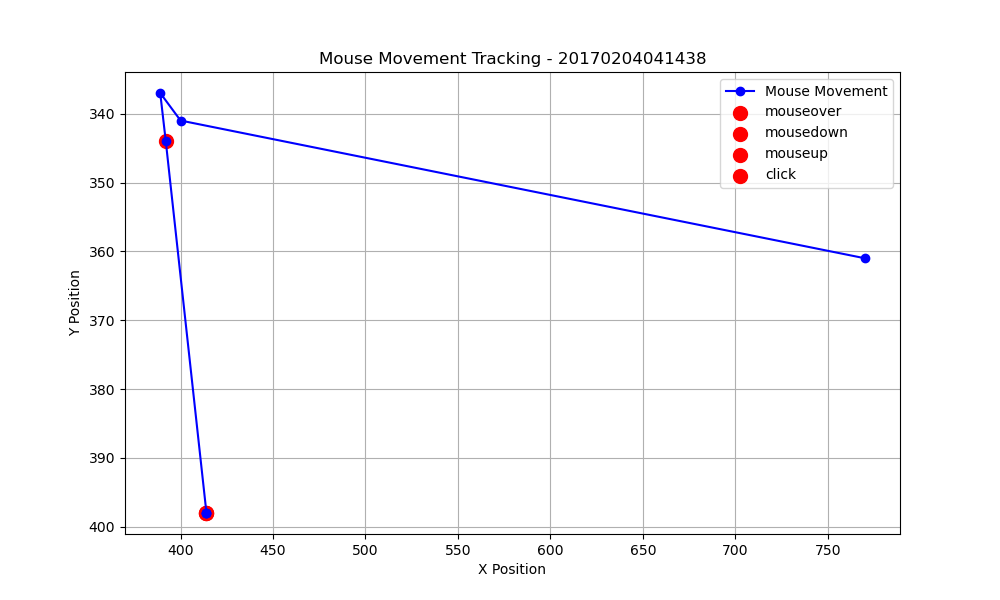 Mouse Movement Tracking - 20170204041438
Mouse Movement
mouseover
mousedown
mouseup
click
340
350
360
370
380
390
400
Y Position
400
450
500
550
600
650
700
750
X Position